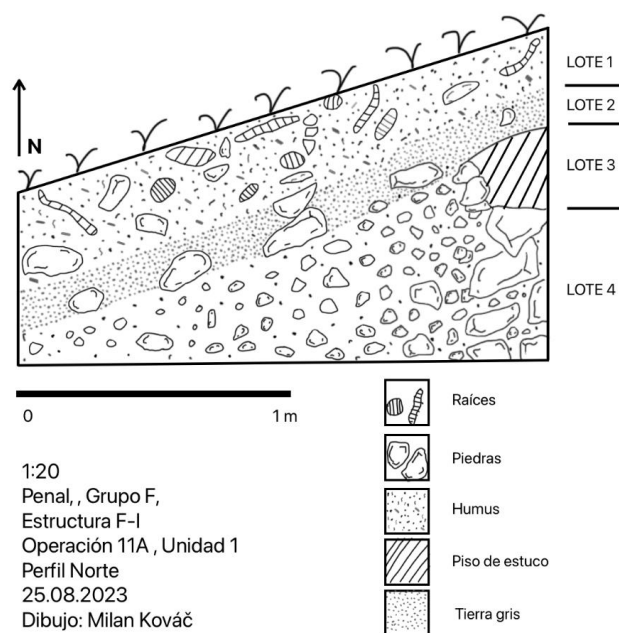 LOTE 1
LOTE 2
N
LOTE 3
LOTE 4
0 1 m
Raíces
Piedras
Humus
Piso de estuco
Tierra gris
1:20
Penal, , Grupo F,
Estructura F-I
Operación 11A , Unidad 1
Perfil Norte
25.08.2023
Dibujo: Milan Kováč